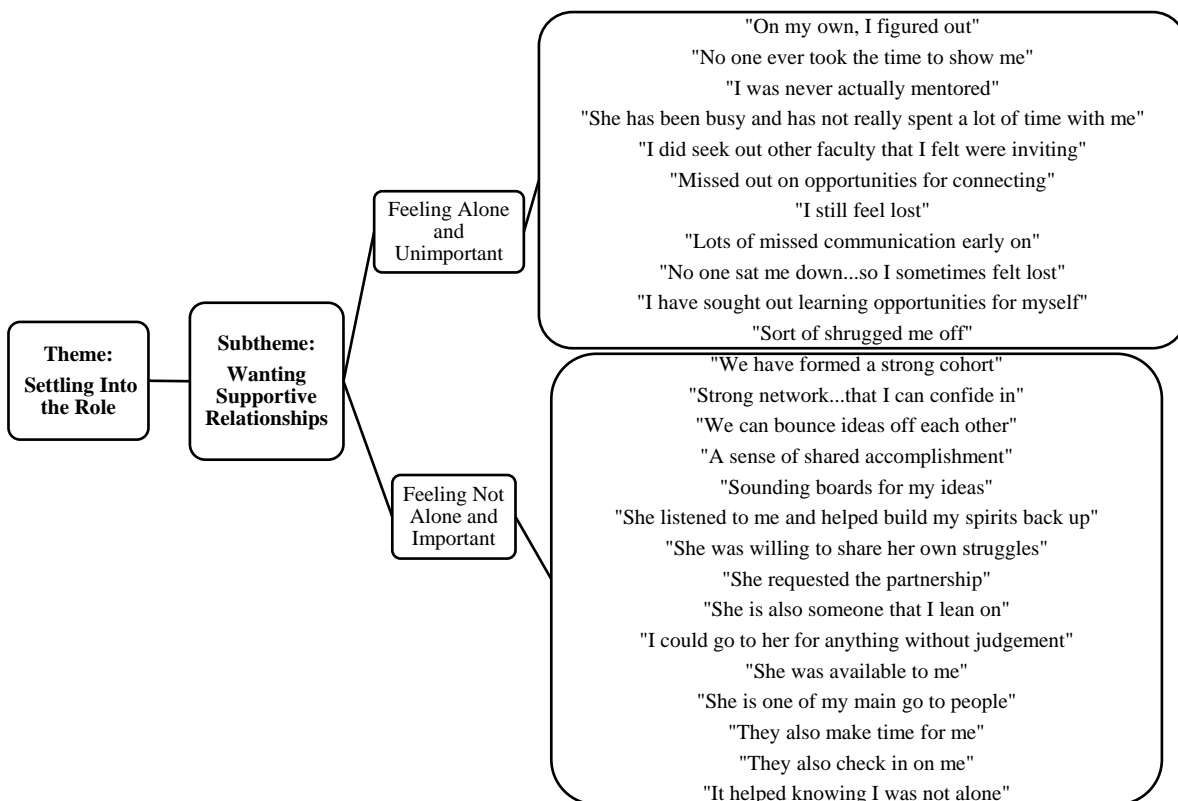 Theme:
Settling Into
the Role
Subtheme:
Wanting
Supportive
Relationships
Feeling Alone
and
Unimportant
"On my own, I figured out"
"No one ever took the time to show me"
"I was never actually mentored"
"She has been busy and has not really spent a lot of time with me"
"I did seek out other faculty that I felt were inviting"
"Missed out on opportunities for connecting"
"I still feel lost"
"Lots of missed communication early on"
"No one sat me down...so I sometimes felt lost"
"I have sought out learning opportunities for myself"
"Sort of shrugged me off"
Feeling Not
Alone and
Important
"We have formed a strong cohort"
"Strong network...that I can confide in"
"We can bounce ideas off each other"
"A sense of shared accomplishment"
"Sounding boards for my ideas"
"She listened to me and helped build my spirits back up"
"She was willing to share her own struggles"
"She requested the partnership"
"She is also someone that I lean on"
"I could go to her for anything without judgement"
"She was available to me"
"She is one of my main go to people"
"They also make time for me"
"They also check in on me"
"It helped knowing I was not alone"